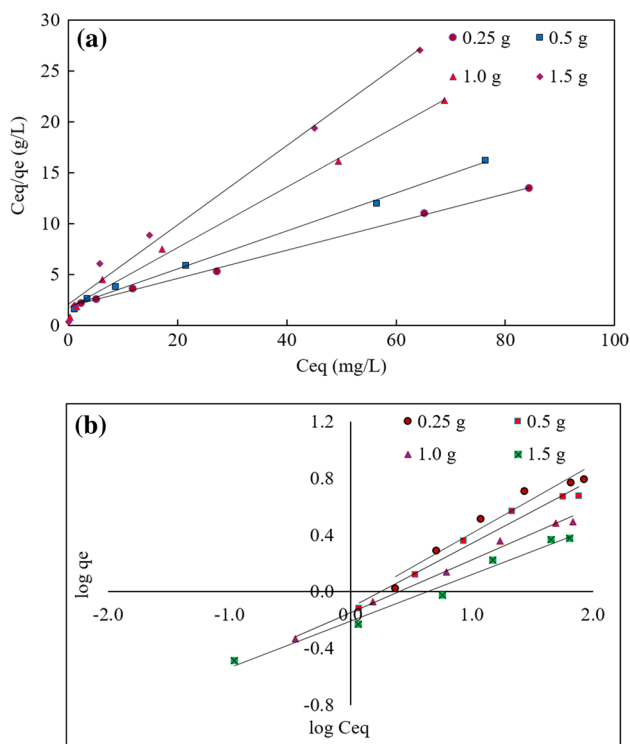 (a)
0.25 g 0.5 g
1.0 g 1.5 g
30
25
20
15
10
5
0
Ceq/qe (g/L)
0 20 40 60 80 100
Ceq (mg/L)
(b)
0.25 g 0.5 g
1.0 g 1.5 g
1.2
0.8
0.4
0.0
-0.4
-0.8
log qe
-2.0 -1.0 0.0 1.0 2.0
log Ceq